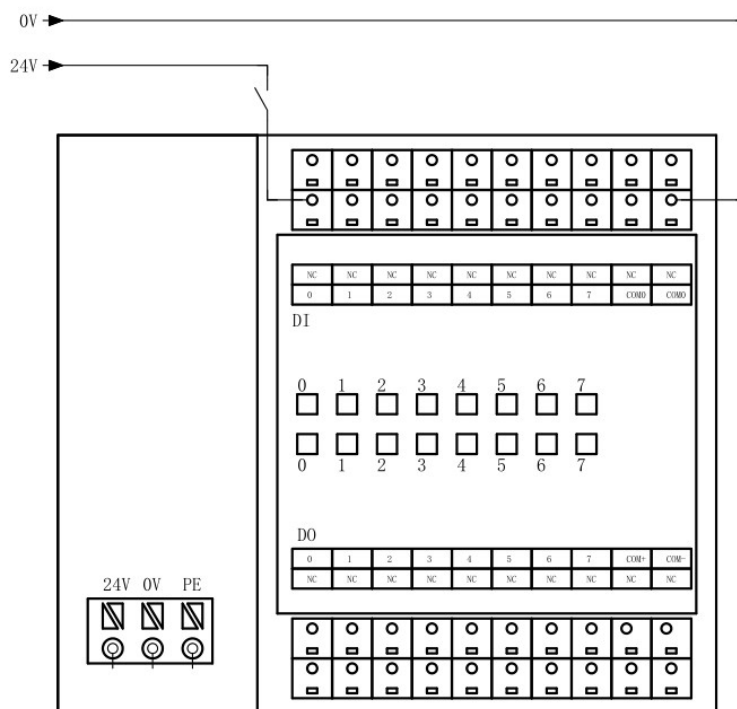 0V
24V
NC NC NC NC NC NC NC NC NC NC
0 1 2 3 4 5 6 7 COM0 COM0
DI
0 1 2 3 4 5 6 7
0 1 2 3 4 5 6 7
DO
0 1 2 3 4 5 6 7 COM+ COM-
NC NC NC NC NC NC NC NC NC NC
24V 0V PE